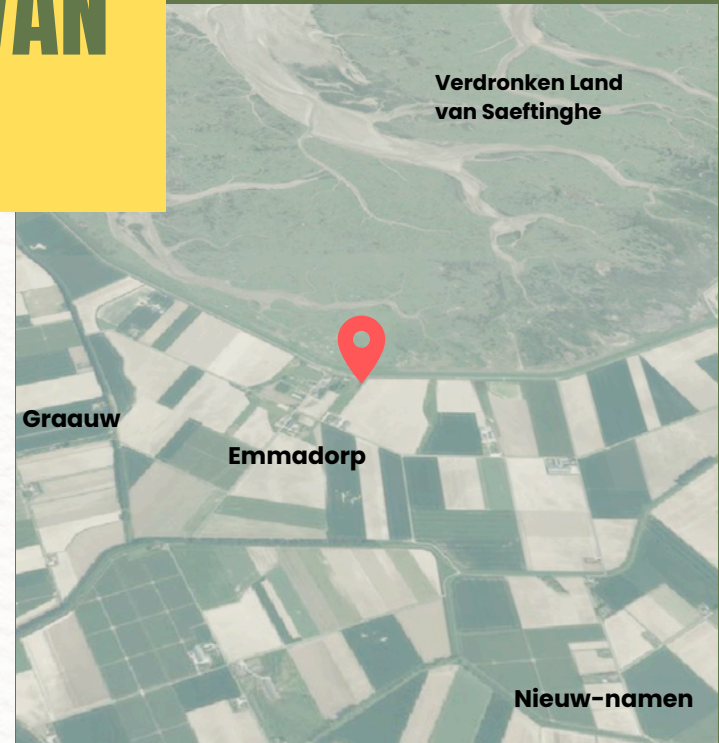 VAN
Verdronken Land
van Saeftinghe
Graauw
Emmadorp
Nieuw-namen